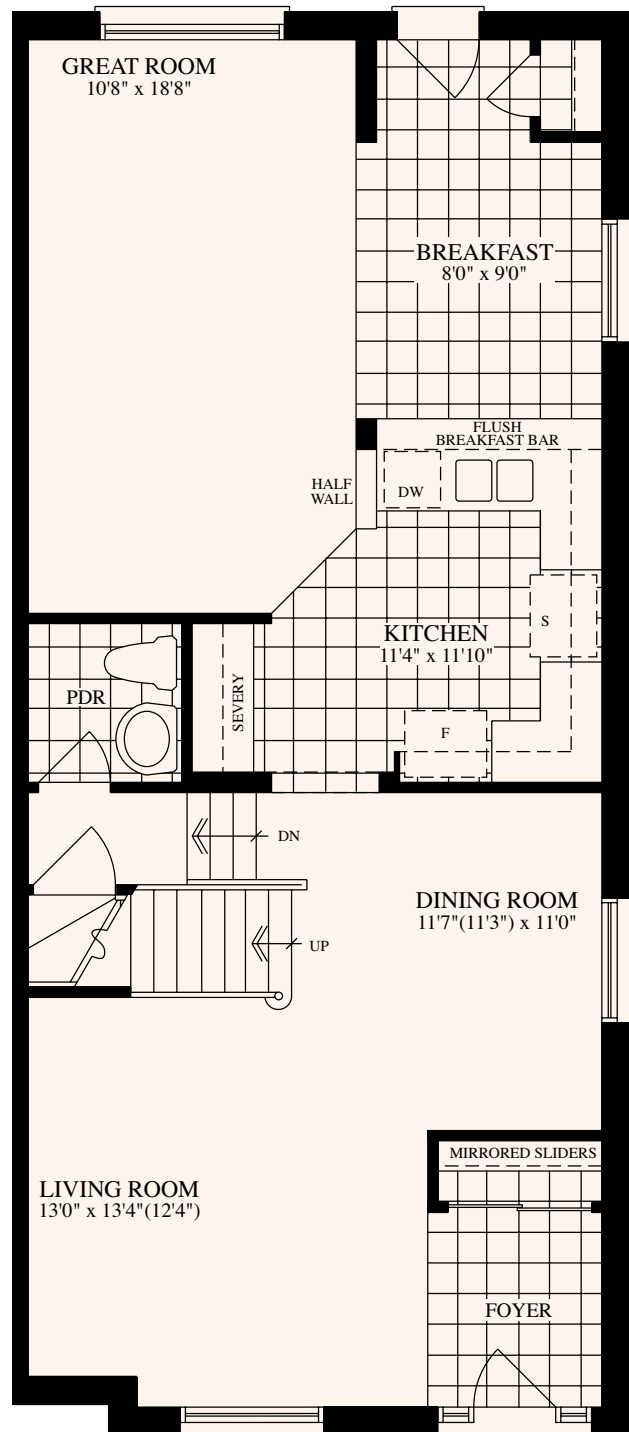 GREAT ROOM
10'8" x 18'8"
BREAKFAST
8'0" x 9'0"
FLUSH
BREAKFAST BAR
HALF
WALL
DW
S
KITCHEN
11'4" x 11'10"
SEVERY
F
PDR
DN
UP
DINING ROOM
11'7"(11'3") x 11'0"
MIRRORED SLIDERS
LIVING ROOM
13'0" x 13'4"(12'4")
FOYER